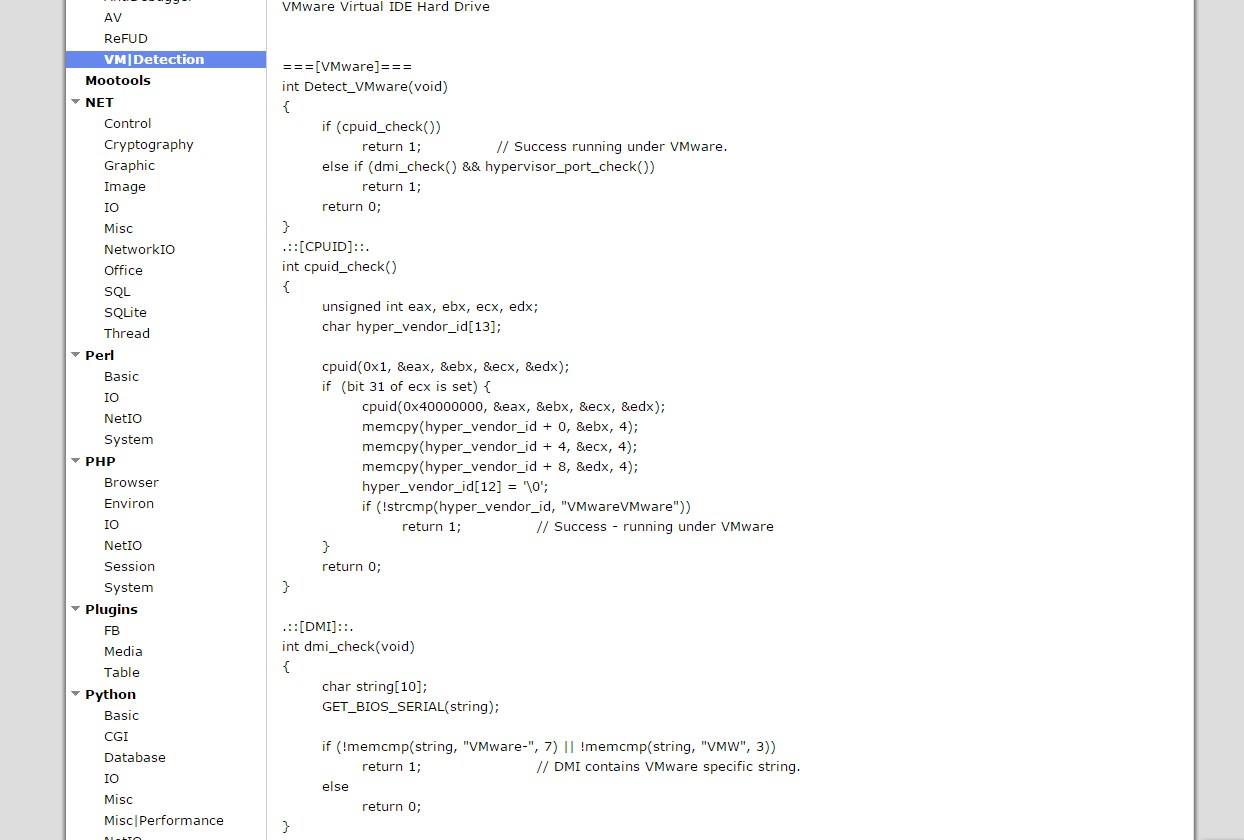 AV
ReFUD
VM|Detection
Mootools
NET
Control
Cryptography
Graphic
Image
IO
Misc
NetworkIO
Office
SQL
SQLite
Thread
Perl
Basic
IO
NetIO
System
PHP
Browser
Environ
IO
NetIO
Session
System
Plugins
FB
Media
Table
Python
Basic
CGI
Database
IO
Misc
Misc|Performance
NetIO
VMware Virtual IDE Hard Drive
===[VMware]===
int Detect_VMware(void)
{
if (cpuid_check())
return 1; // Success running under VMware.
else if (dmi_check() && hypervisor_port_check())
return 1;
return 0;
}
.::[CPUID]::.
int cpuid_check()
{
unsigned int eax, ebx, ecx, edx;
char hyper_vendor_id[13];
cpuid(0x1, &eax, &ebx, &ecx, &edx);
if (bit 31 of ecx is set) {
cpuid(0x40000000, &eax, &ebx, &ecx, &edx);
memcpy(hyper_vendor_id + 0, &ebx, 4);
memcpy(hyper_vendor_id + 4, &ecx, 4);
memcpy(hyper_vendor_id + 8, &edx, 4);
hyper_vendor_id[12] = '\0';
if (!strcmp(hyper_vendor_id, "VMwareVMware"))
return 1; // Success - running under VMware
}
return 0;
}
.::[DMI]::.
int dmi_check(void)
{
char string[10];
GET_BIOS_SERIAL(string);
if (!memcmp(string, "VMware-", 7) || !memcmp(string, "VMW", 3))
return 1; // DMI contains VMware specific string.
else
return 0;
}